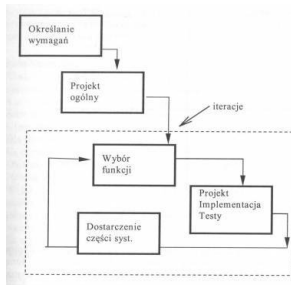 Określanie
wymagań
Projekt
ogólny
iteracje
Wybór
funkcji
Projekt
Implementacja
Testy
Dostarczenie
części syst.